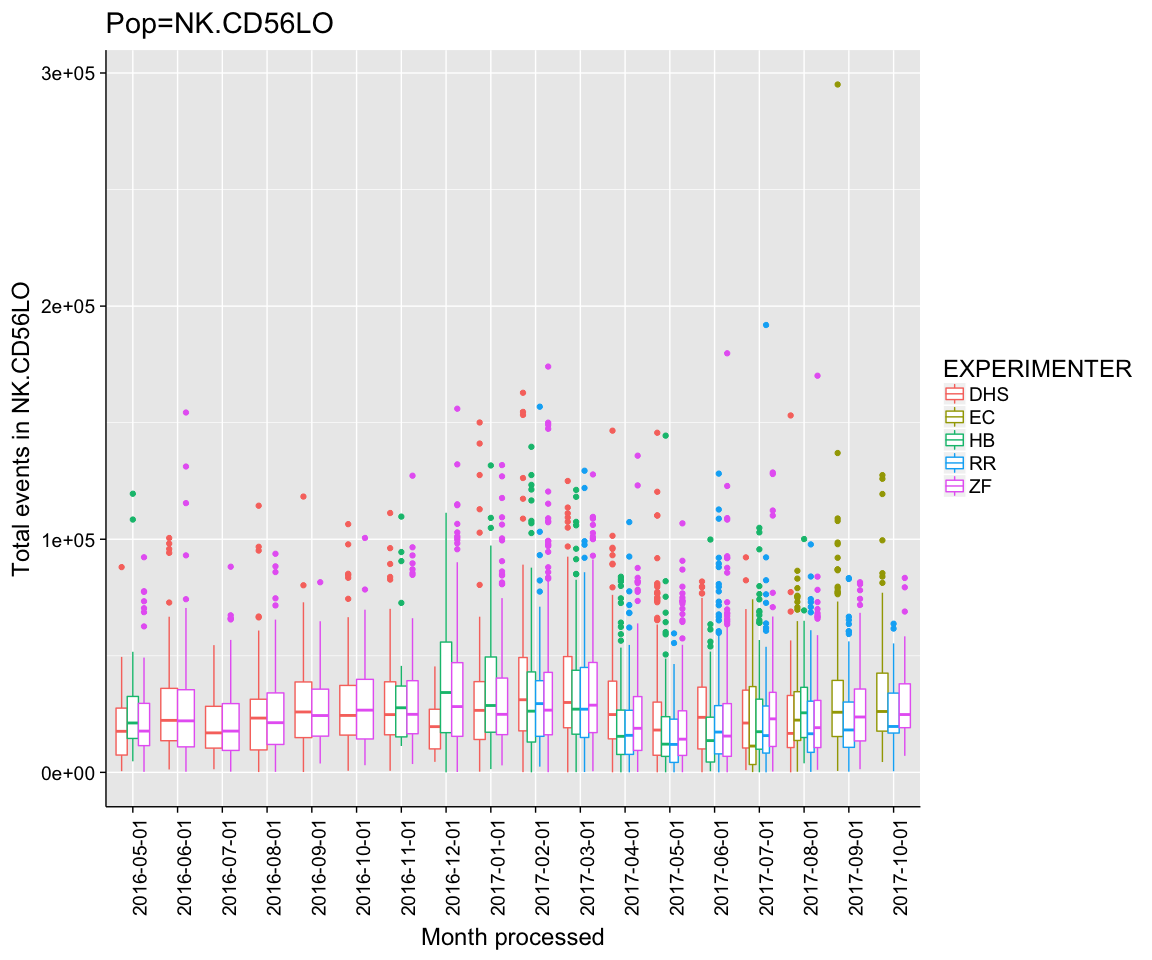 Pop=NK.CD56LO
Total events in NK.CD56LO
3e+05
2e+05
1e+05
0e+00
2016-05-01
2016-06-01
2016-07-01
2016-08-01
2016-09-01
2016-10-01
2016-11-01
2016-12-01
2017-01-01
2017-02-01
2017-03-01
2017-04-01
2017-05-01
2017-06-01
2017-07-01
2017-08-01
2017-09-01
2017-10-01
Month processed
EXPERIMENTER
DHS
EC
HB
RR
ZF